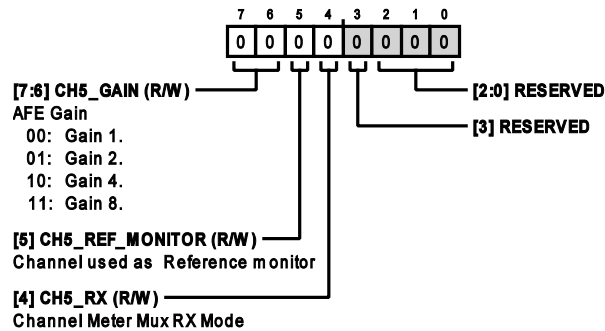 7 6 5 4 3 2 1 0
0 0 0 0 0 0 0 0
[7:6] CH5_GAIN (R/W)
AFE Gain
00: Gain 1.
01: Gain 2.
10: Gain 4.
11: Gain 8.
[5] CH5_REF_MONITOR (R/W)
Channel used as Reference monitor
[4] CH5_RX (R/W)
Channel Meter Mux RX Mode
[2:0] RESERVED
[3] RESERVED